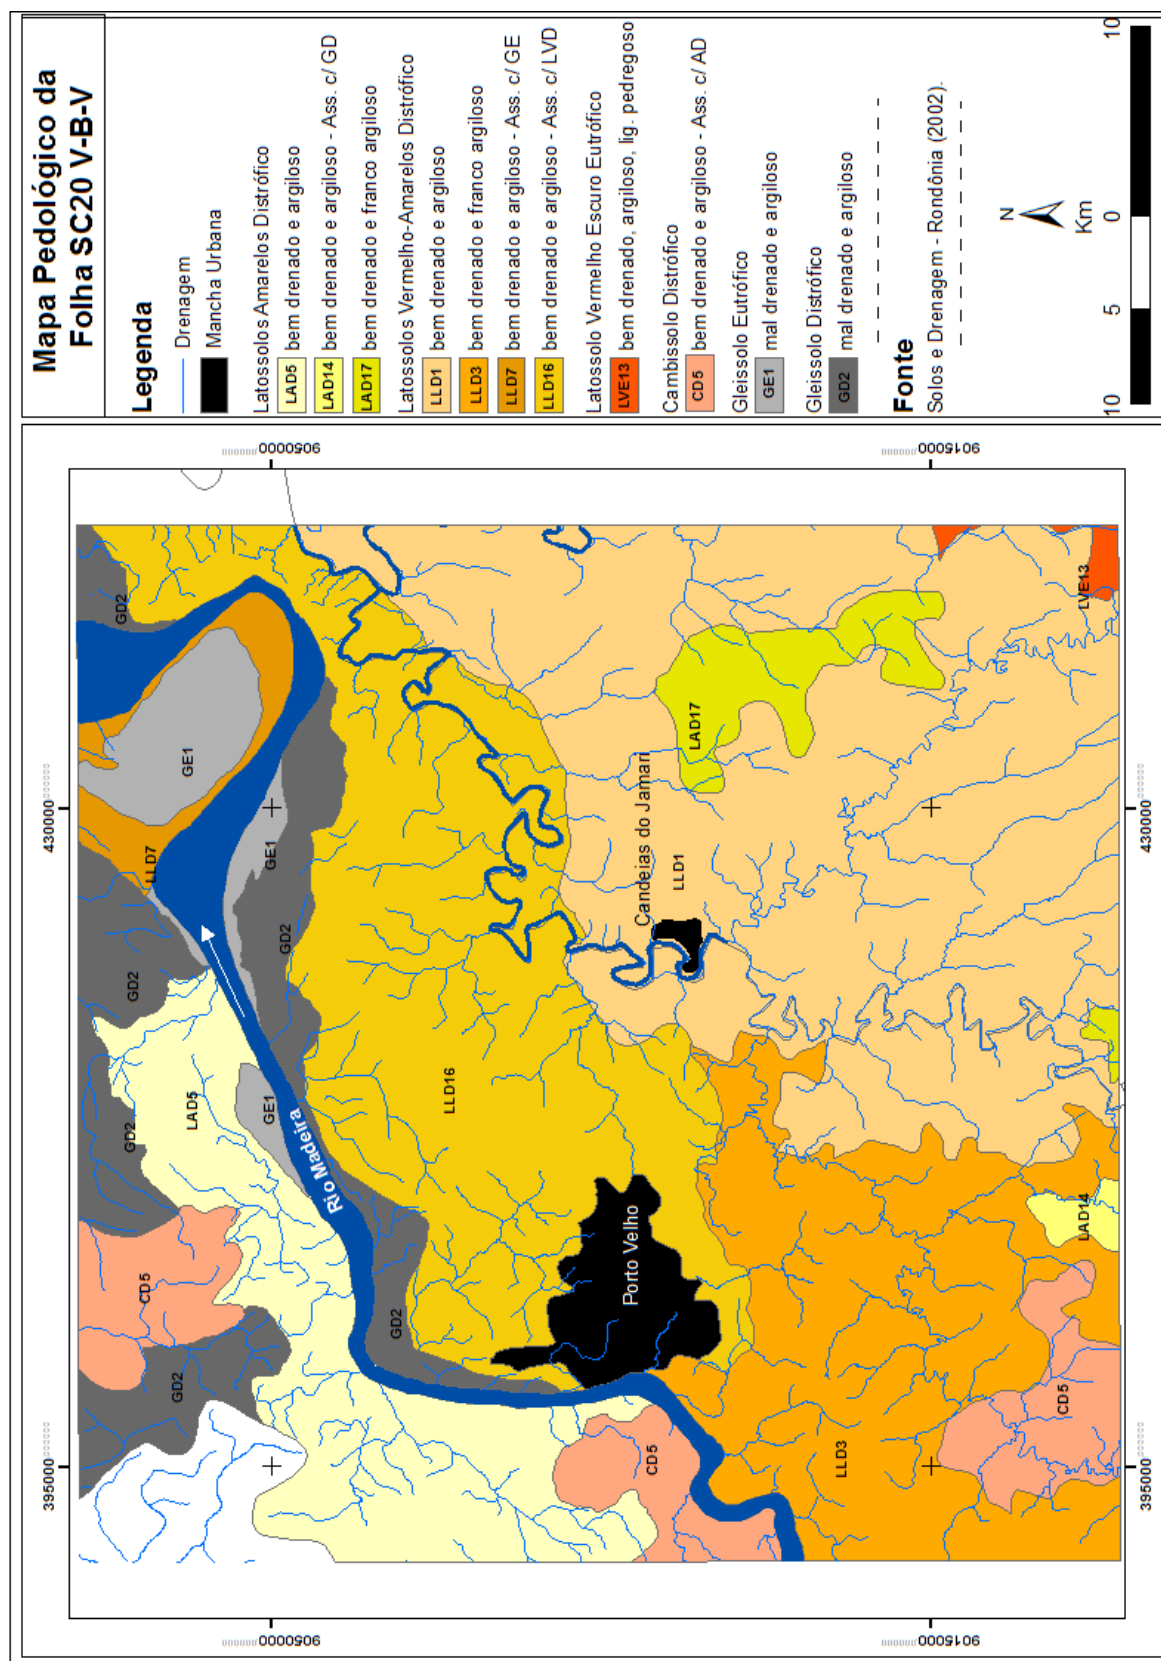 Mapa Pedológico da
Folha SC20 V-B-V
Legenda
Drenagem
Mancha Urbana
Latossolos Amarelos Distrófico
LAD5 bem drenado e argiloso
LAD14 bem drenado e argiloso - Ass. c/ GD
LAD17 bem drenado e franco argiloso
Latossolos Vermelho-Amarelos Distrófico
LLD1 bem drenado e argiloso
LLD3 bem drenado e franco argiloso
LLD7 bem drenado e argiloso - Ass. c/ GE
LLD16 bem drenado e argiloso - Ass. c/ LVD
Latossolo Vermelho Escuro Eutrófico
LVE13 bem drenado, argiloso, lig. pedregoso
Cambissolo Distrófico
CD5 bem drenado e argiloso - Ass. c/ AD
Gleissolo Eutrófico
GE1 mal drenado e argiloso
Gleissolo Distrófico
GD2 mal drenado e argiloso
Fonte
Solos e Drenagem - Rondônia (2002).
N
Km
10 5 0 10
395000
430000
9050000
9050000
9015000
9015000
395000
430000
GD2
CD5
GD2
GD2
LAD5
GE1
LLD7
GE1
GD2
GE1
GD2
Rio Madeira
GD2
LLD16
Porto Velho
CD5
LLD3
CD5
LAD14
Candeias do Jamari
LLD1
LAD17
LVE13